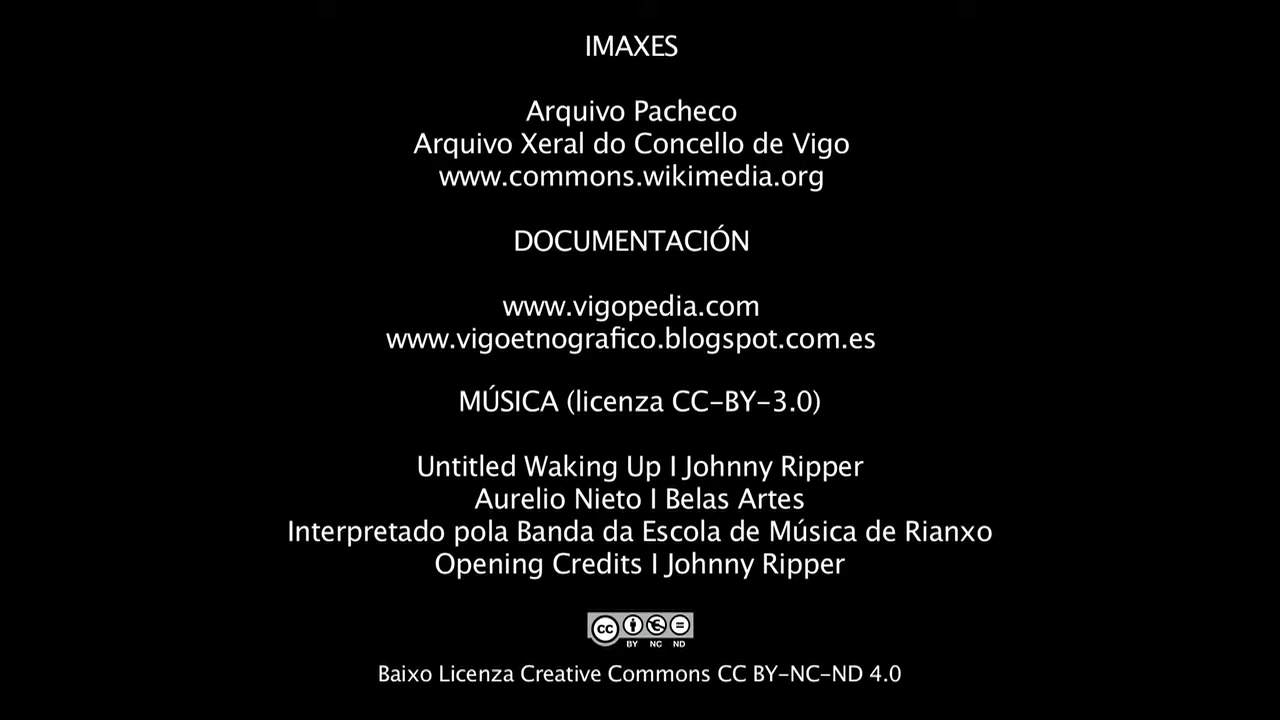 IMAXES
Arquivo Pacheco
Arquivo Xeral do Concello de Vigo
www.commons.wikimedia.org
DOCUMENTACIÓN
www.vigopedia.com
www.vigoetnografico.blogspot.com.es
MÚSICA (licenza CC-BY-3.0)
Untitled Waking Up I Johnny Ripper
Aurelio Nieto I Belas Artes
Interpretado pola Banda da Escola de Música de Rianxo
Opening Credits I Johnny Ripper
CC BY NC ND
Baixo Licenza Creative Commons CC BY-NC-ND 4.0